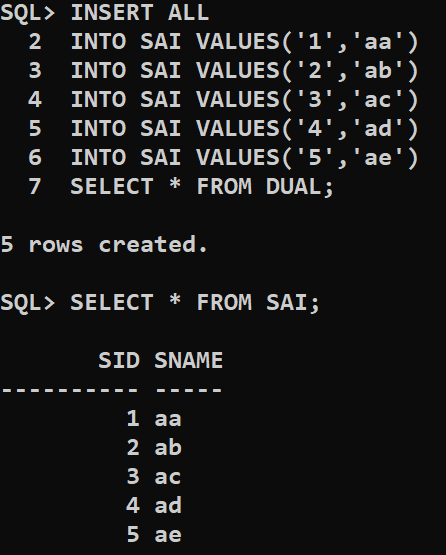 SQL> INSERT ALL
  2  INTO SAI VALUES('1','aa')
  3  INTO SAI VALUES('2','ab')
  4  INTO SAI VALUES('3','ac')
  5  INTO SAI VALUES('4','ad')
  6  INTO SAI VALUES('5','ae')
  7  SELECT * FROM DUAL;
5 rows created.
SQL> SELECT * FROM SAI;
       SID SNAME
---------- -----
         1 aa
         2 ab
         3 ac
         4 ad
         5 ae